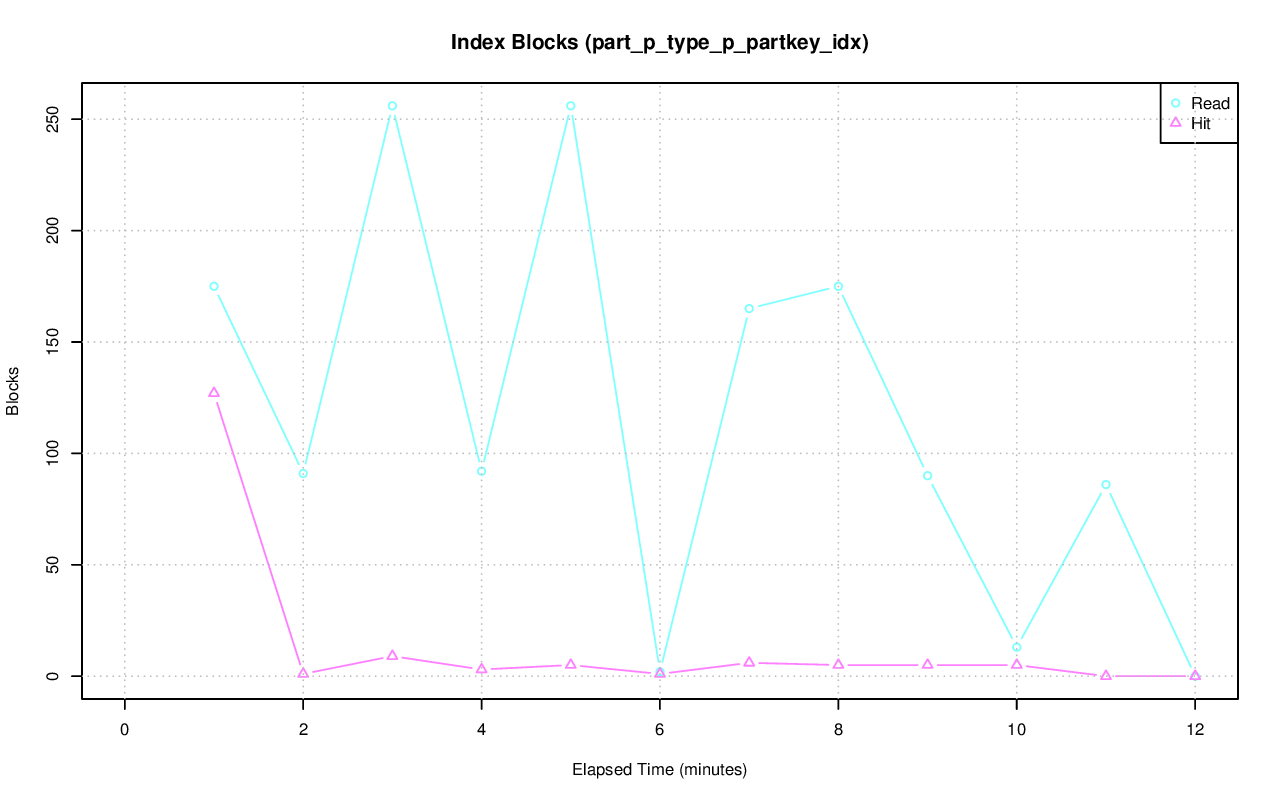 Index Blocks (part_p_type_p_partkey_idx)
Read
Hit
Blocks
250
200
150
100
50
0
0 2 4 6 8 10 12
Elapsed Time (minutes)